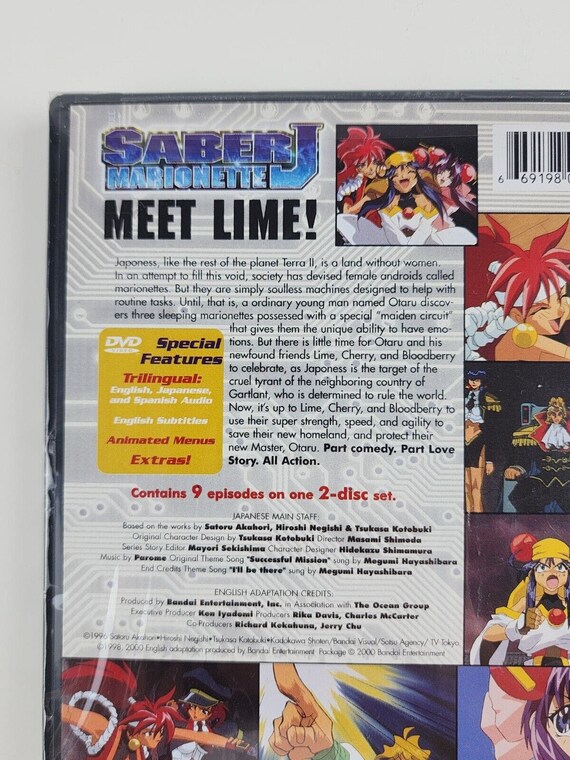 SABER J
MARIONETTE
MEET LIME!
6 69198
Japoness, like the rest of the planet Terra II, is a land without women.
In an attempt to fill this void, society has devised female androids called
marionettes. But they are simply soulless machines designed to help with
routine tasks. Until, that is, a ordinary young man named Otaru discov-
ers three sleeping marionettes possessed with a special "maiden circuit"
that gives them the unique ability to have emo-
tions. But there is little time for Otaru and his
newfound friends Lime, Cherry, and Bloodberry
to celebrate, as Japoness is the target of the
cruel tyrant of the neighboring country of
Gartlant, who is determined to rule the world.
Now, it's up to Lime, Cherry, and Bloodberry to
use their super strength, speed, and agility to
save their new homeland, and protect their
new Master, Otaru. Part comedy. Part Love
Story. All Action.
DVD
VIDEO
Special
Features
Trilingual:
English, Japanese,
and Spanish Audio
English Subtitles
Animated Menus
Extras!
Contains 9 episodes on one 2-disc set.
JAPANESE MAIN STAFF:
Based on the works by Satoru Akahori, Hiroshi Negishi & Tsukasa Kotobuki
Original Character Design by Tsukasa Kotobuki Director Masami Shimoda
Series Story Editor Mayori Sekishima Character Designer Hidekazu Shimamura
Music by Parome Original Theme Song "Successful Mission" sung by Megumi Hayashibara
End Credits Theme Song "I'll be there" sung by Megumi Hayashibara
ENGLISH ADAPTATION CREDITS:
Produced by Bandai Entertainment, Inc. in Association with The Ocean Group
Executive Producer Ken Iyadomi Producers Rika Davis, Charles McCarter
Co-Producers Richard Kekahuna, Jerry Chu
©1996 Satoru Akahori•Hiroshi Negishi•Tsukasa Kotobuki•Kadokawa Shoten/Bandai Visual/Sotsu Agency/ TV Tokyo
©1998, 2000 English adaptation produced by Bandai Entertainment Package © 2000 Bandai Entertainment